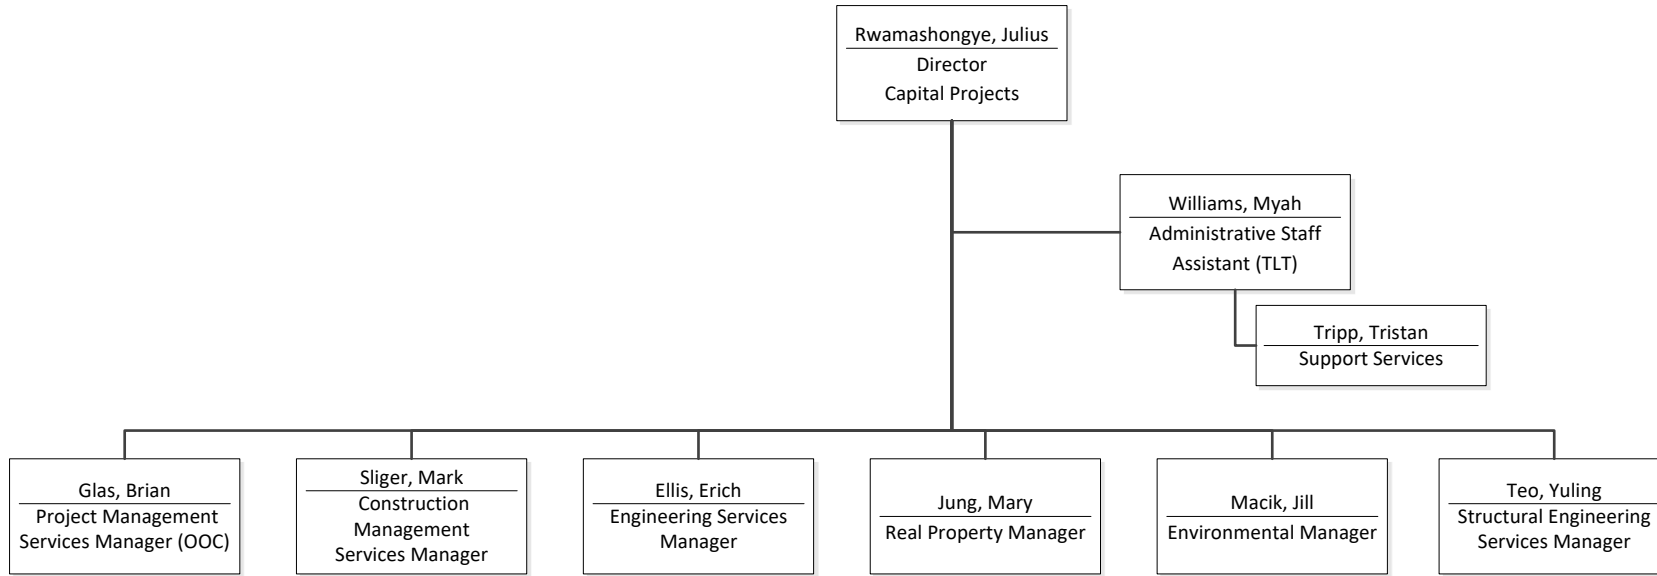 Rwamashongye, Julius
Director
Capital Projects
Williams, Myah
Administrative Staff
Assistant (TLT)
Tripp, Tristan
Support Services
Glas, Brian
Project Management
Services Manager (OOC)
Sliger, Mark
Construction
Management
Services Manager
Ellis, Erich
Engineering Services
Manager
Jung, Mary
Real Property Manager
Macik, Jill
Environmental Manager
Teo, Yuling
Structural Engineering
Services Manager